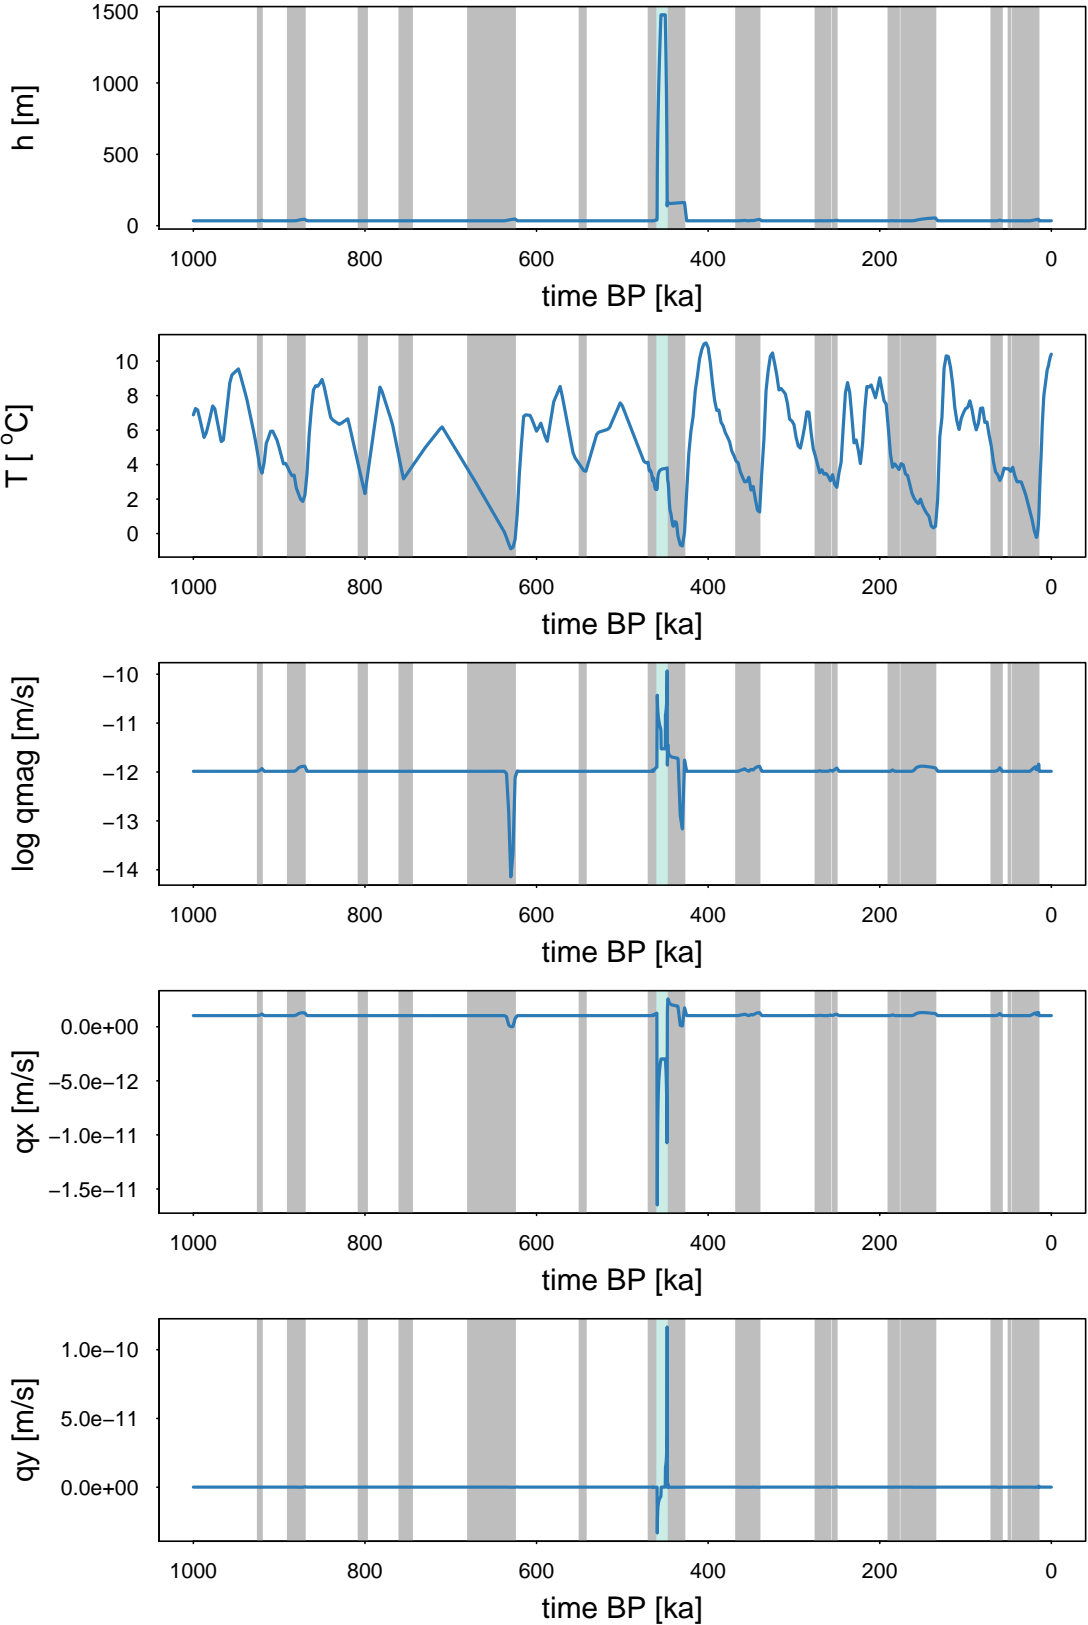 h [m]
1500
1000
500
0
1000 800 600 400 200 0
time BP [ka]
T [ °C]
10
8
6
4
2
0
1000 800 600 400 200 0
time BP [ka]
log qmag [m/s]
−10
−11
−12
−13
−14
1000 800 600 400 200 0
time BP [ka]
qx [m/s]
0.0e+00
−5.0e−12
−1.0e−11
−1.5e−11
1000 800 600 400 200 0
time BP [ka]
qy [m/s]
1.0e−10
5.0e−11
0.0e+00
1000 800 600 400 200 0
time BP [ka]